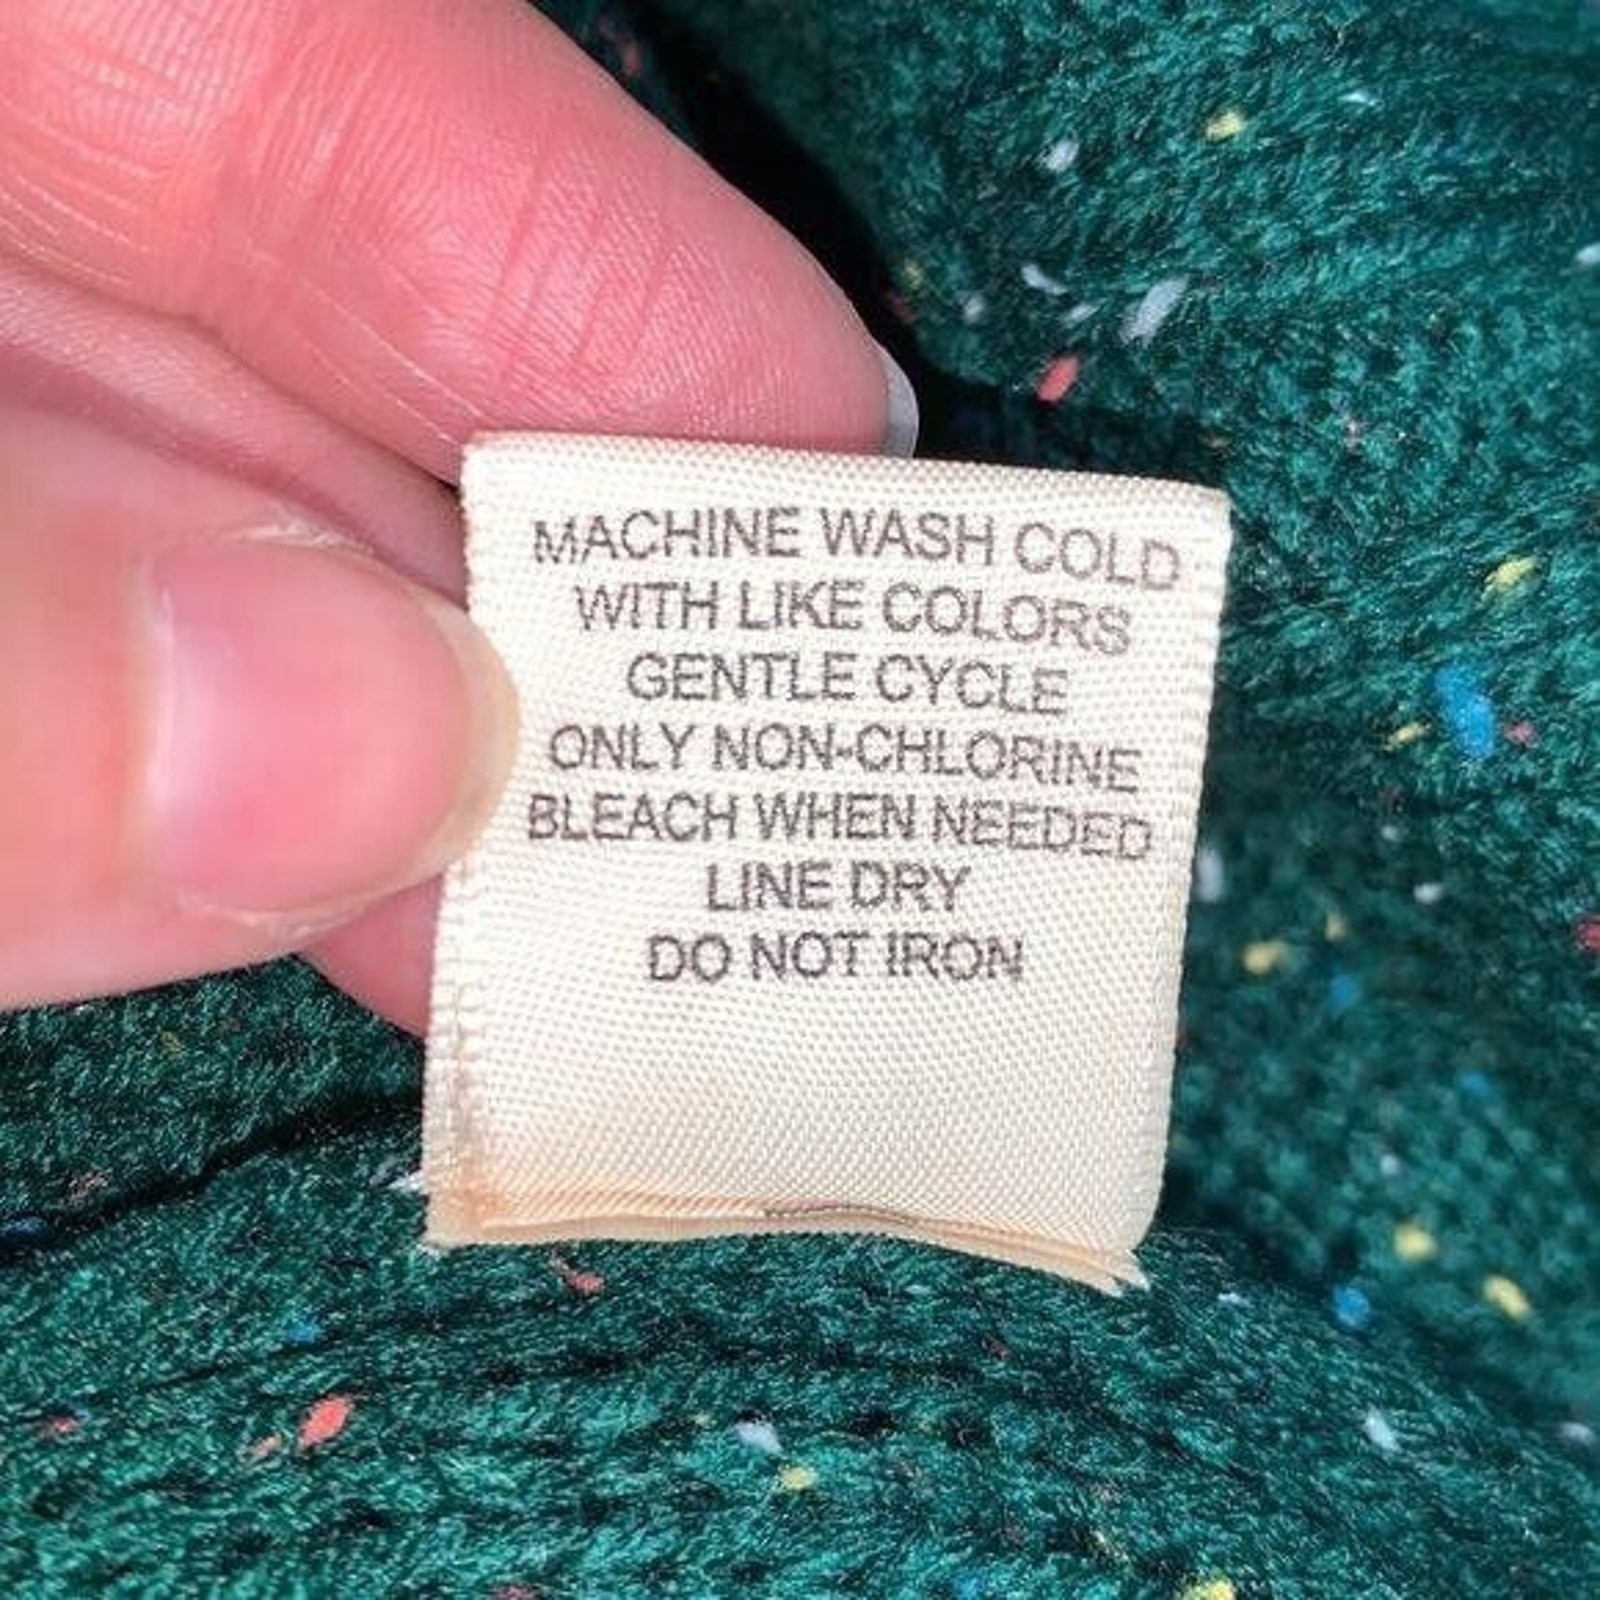 MACHINE WASH COLD
WITH LIKE COLORS
GENTLE CYCLE
ONLY NON-CHLORINE
BLEACH WHEN NEEDED
LINE DRY
DO NOT IRON